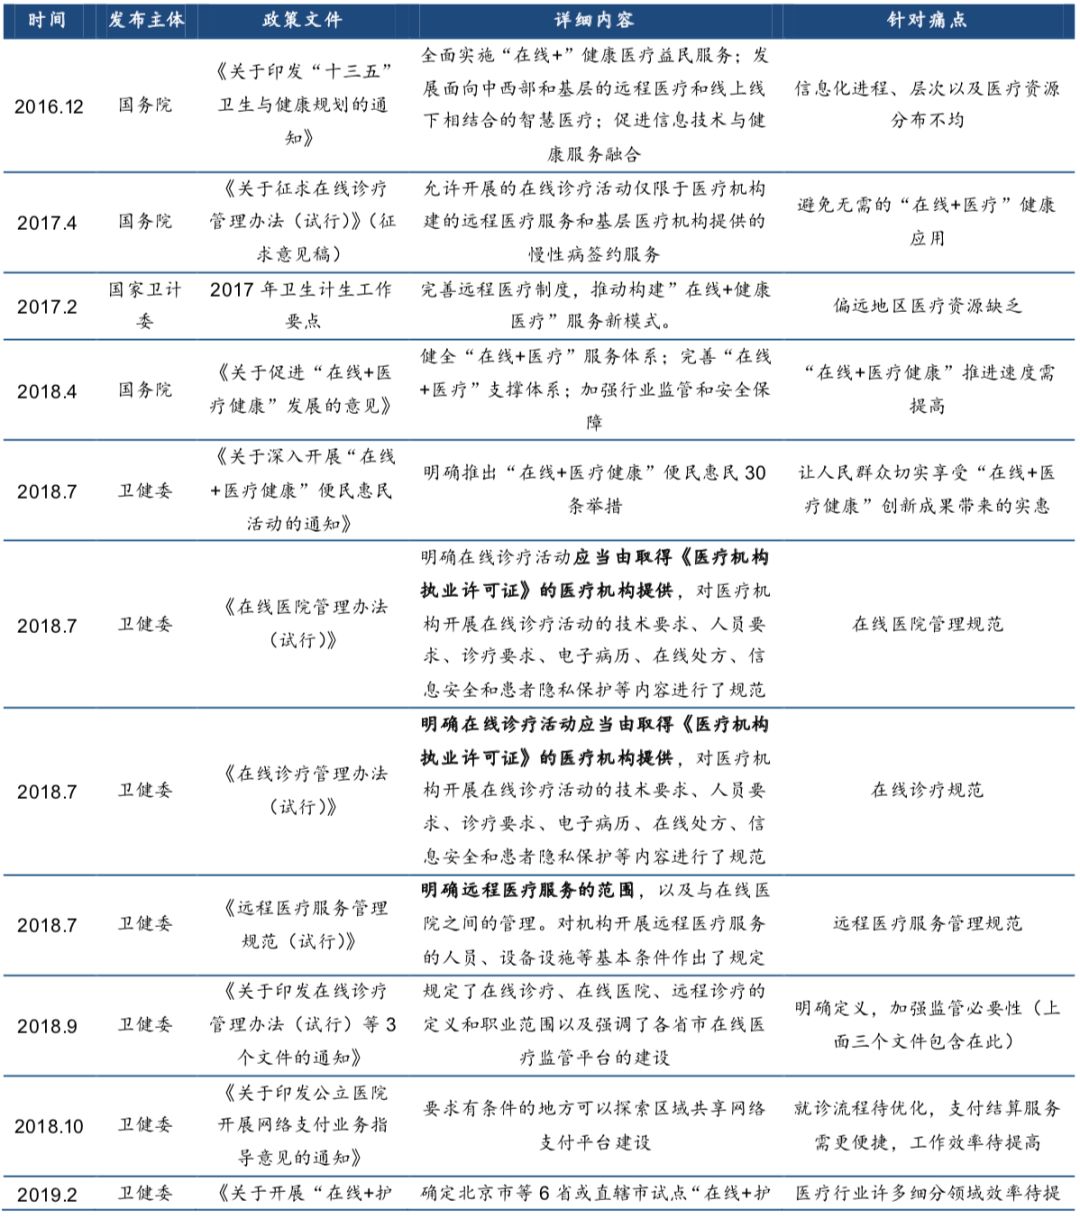 时间 发布主体 政策文件 详细内容 针对痛点
2016.12
国务院
《关于印发“十三五”
卫生与健康规划的通
知》
全面实施“在线+”健康医疗益民服务；发
展面向中西部和基层的远程医疗和线上线
下相结合的智慧医疗；促进信息技术与健
康服务融合
信息化进程、层次以及医疗资源
分布不均
2017.4
国务院
《关于征求在线诊疗
管理办法（试行）》（征
求意见稿）
允许开展的在线诊疗活动仅限于医疗机构
建的远程医疗服务和基层医疗机构提供的
慢性病签约服务
避免无需的“在线+医疗”健康
应用
2017.2
国家卫计
委
2017 年卫生计生工作
要点
完善远程医疗制度，推动构建”在线+健康
医疗”服务新模式。
偏远地区医疗资源缺乏
2018.4
国务院
《关于促进“在线+医
疗健康”发展的意见》
健全“在线+医疗”服务体系；完善“在线
+医疗”支撑体系；加强行业监管和安全保
障
“在线+医疗健康”推进速度需
提高
2018.7
卫健委
《关于深入开展“在线
+医疗健康”便民惠民
活动的通知》
明确推出“在线+医疗健康”便民惠民 30
条举措
让人民群众切实享受“在线+医
疗健康”创新成果带来的实惠
2018.7
卫健委
《在线医院管理办法
（试行）》
明确在线诊疗活动应当由取得《医疗机构
执业许可证》的医疗机构提供，对医疗机
构开展在线诊疗活动的技术要求、人员要
求、诊疗要求、电子病历、在线处方、信
息安全和患者隐私保护等内容进行了规范
在线医院管理规范
2018.7
卫健委
《在线诊疗管理办法
（试行）》
明确在线诊疗活动应当由取得《医疗机构
执业许可证》的医疗机构提供，对医疗机
构开展在线诊疗活动的技术要求、人员要
求、诊疗要求、电子病历、在线处方、信
息安全和患者隐私保护等内容进行了规范
在线诊疗规范
2018.7
卫健委
《远程医疗服务管理
规范（试行）》
明确远程医疗服务的范围，以及与在线医
院之间的管理。对机构开展远程医疗服务
的人员、设备设施等基本条件作出了规定
远程医疗服务管理规范
2018.9
卫健委
《关于印发在线诊疗
管理办法（试行）等 3
个文件的通知》
规定了在线诊疗、在线医院、远程诊疗的
定义和职业范围以及强调了各省市在线医
疗监管平台的建设
明确定义，加强监管必要性（上
面三个文件包含在此）
2018.10
卫健委
《关于印发公立医院
开展网络支付业务指
导意见的通知》
要求有条件的地方可以探索区域共享网络
支付平台建设
就诊流程待优化，支付结算服务
需更便捷，工作效率待提高
2019.2
卫健委
《关于开展“在线+护
确定北京市等 6 省或直辖市试点“在线+护
医疗行业许多细分领域效率待提